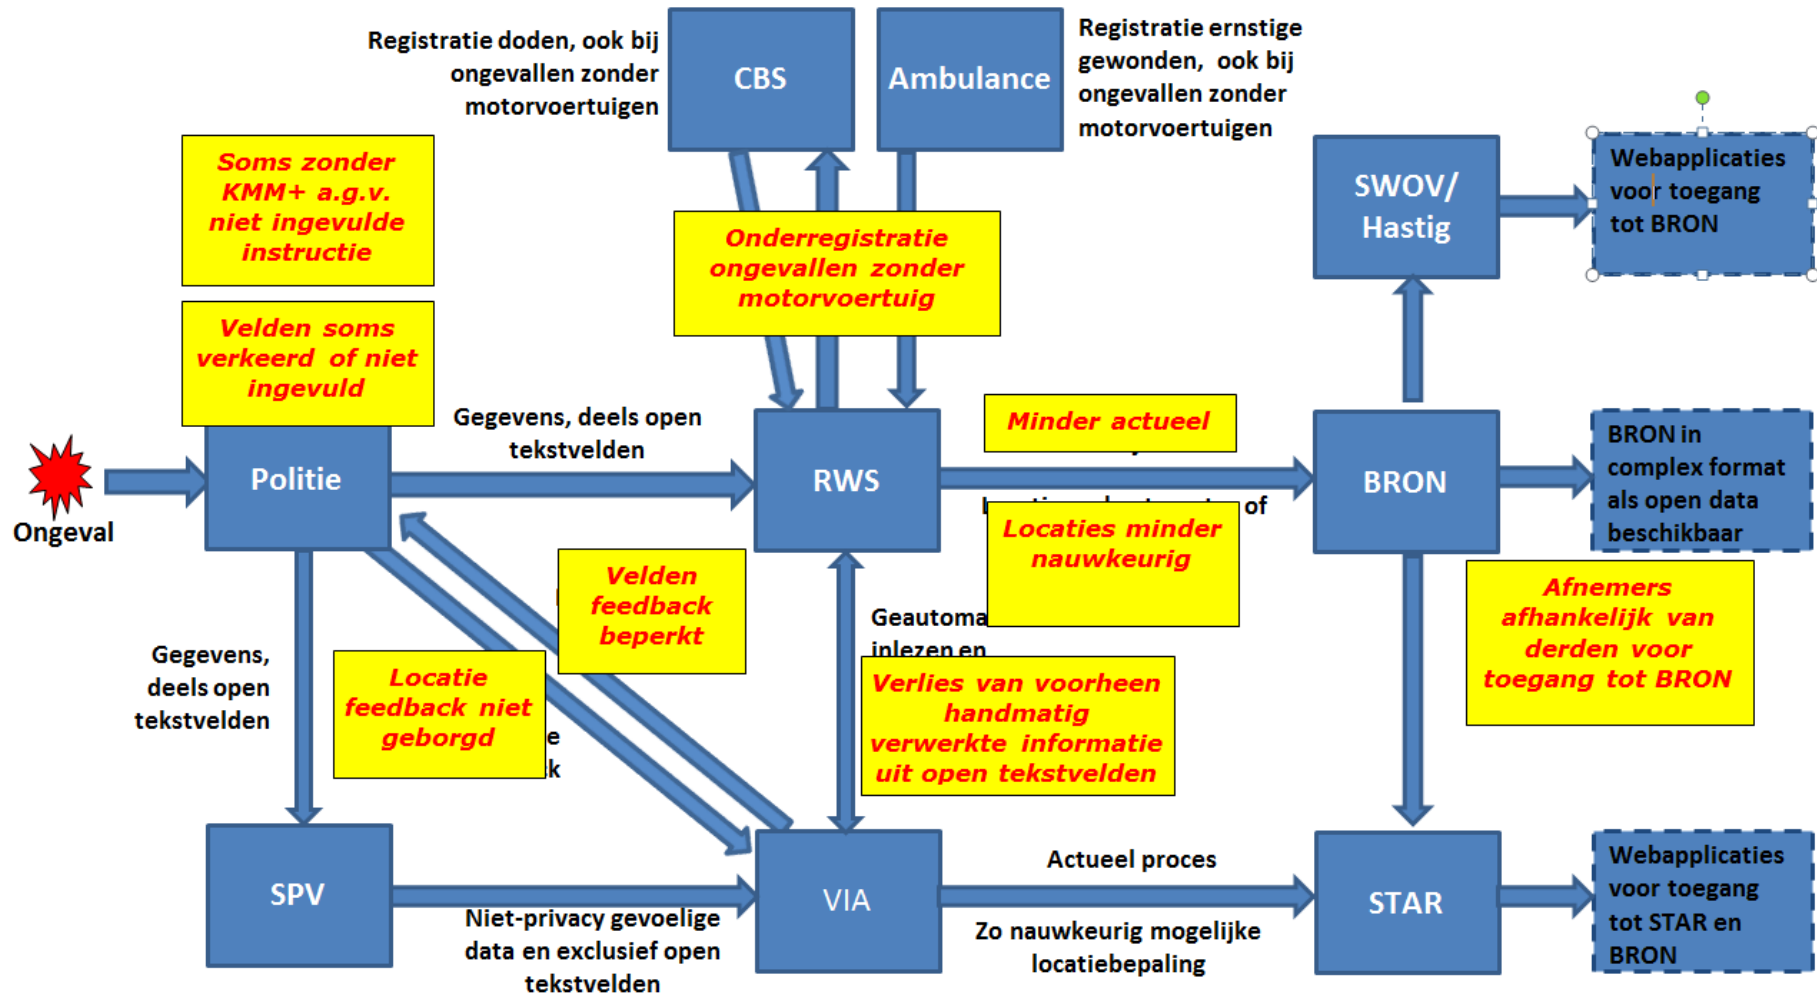 Registratie doden, ook bij
ongevallen zonder
motorvoertuigen
CBS
Ambulance
Registratie ernstige
gewonden, ook bij
ongevallen zonder
motorvoertuigen
Soms zonder
KMM+ a.g.v.
niet ingevulde
instructie
Onderregistratie
ongevallen zonder
motorvoertuig
SWOV/
Hastig
Webapplicaties
voor toegang
tot BRON
Velden soms
verkeerd of niet
ingevuld
Ongeval
Politie
Gegevens, deels open
tekstvelden
RWS
Minder actueel
of
Locaties minder
nauwkeurig
BRON
BRON in
complex format
als open data
beschikbaar
Velden
feedback
beperkt
Geautoma
inlezen en
Afnemers
afhankelijk van
derden voor
toegang tot BRON
Gegevens,
deels open
tekstvelden
Locatie
feedback niet
geborgd
Verlies van voorheen
handmatig
verwerkte informatie
uit open tekstvelden
SPV
Niet-privacy gevoelige
data en exclusief open
tekstvelden
VIA
Actueel proces
Zo nauwkeurig mogelijke
locatiebepaling
STAR
Webapplicaties
voor toegang
tot STAR en
BRON